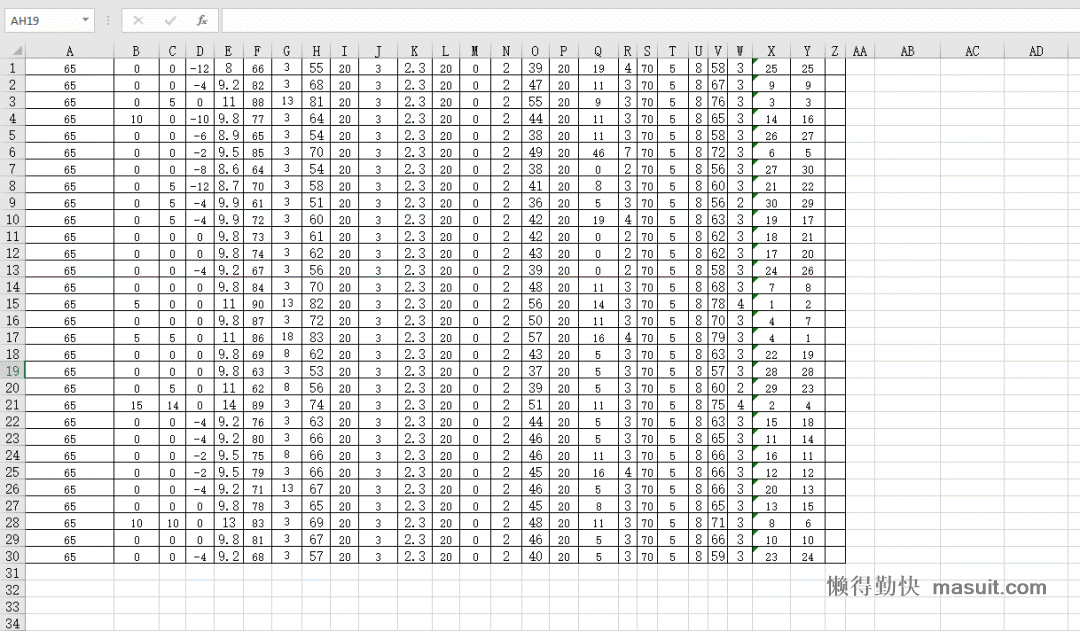 AH19 fx
A B C D E F G H I J K L M N O P Q R S T U V W X Y Z AA AB AC AD
1 65 0 0 -12 8 66 3 55 20 3 2.3 20 0 2 39 20 19 4 70 5 8 58 3 25 25
2 65 0 0 -4 9.2 82 3 68 20 3 2.3 20 0 2 47 20 11 3 70 5 8 67 3 9 9
3 65 0 5 0 11 88 13 81 20 3 2.3 20 0 2 55 20 9 3 70 5 8 76 3 3 3
4 65 10 0 -10 9.8 77 3 64 20 3 2.3 20 0 2 44 20 11 3 70 5 8 65 3 14 16
5 65 0 0 -6 8.9 65 3 54 20 3 2.3 20 0 2 38 20 11 3 70 5 8 58 3 26 27
6 65 0 0 -2 9.5 85 3 70 20 3 2.3 20 0 2 49 20 46 7 70 5 8 72 3 6 5
7 65 0 0 -8 8.6 64 3 54 20 3 2.3 20 0 2 38 20 0 2 70 5 8 56 3 27 30
8 65 0 5 -12 8.7 70 3 58 20 3 2.3 20 0 2 41 20 8 3 70 5 8 60 3 21 22
9 65 0 5 -4 9.9 61 3 51 20 3 2.3 20 0 2 36 20 5 3 70 5 8 56 2 30 29
10 65 0 5 -4 9.9 72 3 60 20 3 2.3 20 0 2 42 20 19 4 70 5 8 63 3 19 17
11 65 0 0 0 9.8 73 3 61 20 3 2.3 20 0 2 42 20 0 2 70 5 8 62 3 18 21
12 65 0 0 0 9.8 74 3 62 20 3 2.3 20 0 2 43 20 0 2 70 5 8 62 3 17 20
13 65 0 0 -4 9.2 67 3 56 20 3 2.3 20 0 2 39 20 0 2 70 5 8 58 3 24 26
14 65 0 0 0 9.8 84 3 70 20 3 2.3 20 0 2 48 20 11 3 70 5 8 68 3 7 8
15 65 5 0 0 11 90 13 82 20 3 2.3 20 0 2 56 20 14 3 70 5 8 78 4 1 2
16 65 0 0 0 9.8 87 3 72 20 3 2.3 20 0 2 50 20 11 3 70 5 8 70 3 4 7
17 65 5 5 0 11 86 18 83 20 3 2.3 20 0 2 57 20 16 4 70 5 8 79 3 4 1
18 65 0 0 0 9.8 69 8 62 20 3 2.3 20 0 2 43 20 5 3 70 5 8 63 3 22 19
19 65 0 0 0 9.8 63 3 53 20 3 2.3 20 0 2 37 20 5 3 70 5 8 57 3 28 28
20 65 0 5 0 11 62 8 56 20 3 2.3 20 0 2 39 20 5 3 70 5 8 60 2 29 23
21 65 15 14 0 14 89 3 74 20 3 2.3 20 0 2 51 20 11 3 70 5 8 75 4 2 4
22 65 0 0 -4 9.2 76 3 63 20 3 2.3 20 0 2 44 20 5 3 70 5 8 63 3 15 18
23 65 0 0 -4 9.2 80 3 66 20 3 2.3 20 0 2 46 20 5 3 70 5 8 65 3 11 14
24 65 0 0 -2 9.5 75 8 66 20 3 2.3 20 0 2 46 20 11 3 70 5 8 66 3 16 11
25 65 0 0 -2 9.5 79 3 66 20 3 2.3 20 0 2 45 20 16 4 70 5 8 66 3 12 12
26 65 0 0 -4 9.2 71 13 67 20 3 2.3 20 0 2 46 20 5 3 70 5 8 66 3 20 13
27 65 0 0 0 9.8 78 3 65 20 3 2.3 20 0 2 45 20 8 3 70 5 8 65 3 13 15
28 65 10 10 0 13 83 3 69 20 3 2.3 20 0 2 48 20 11 3 70 5 8 71 3 8 6
29 65 0 0 0 9.8 81 3 67 20 3 2.3 20 0 2 46 20 5 3 70 5 8 66 3 10 10
30 65 0 0 -4 9.2 68 3 57 20 3 2.3 20 0 2 40 20 5 3 70 5 8 59 3 23 24
31
32 懒得勤快 masuit.com
33
34